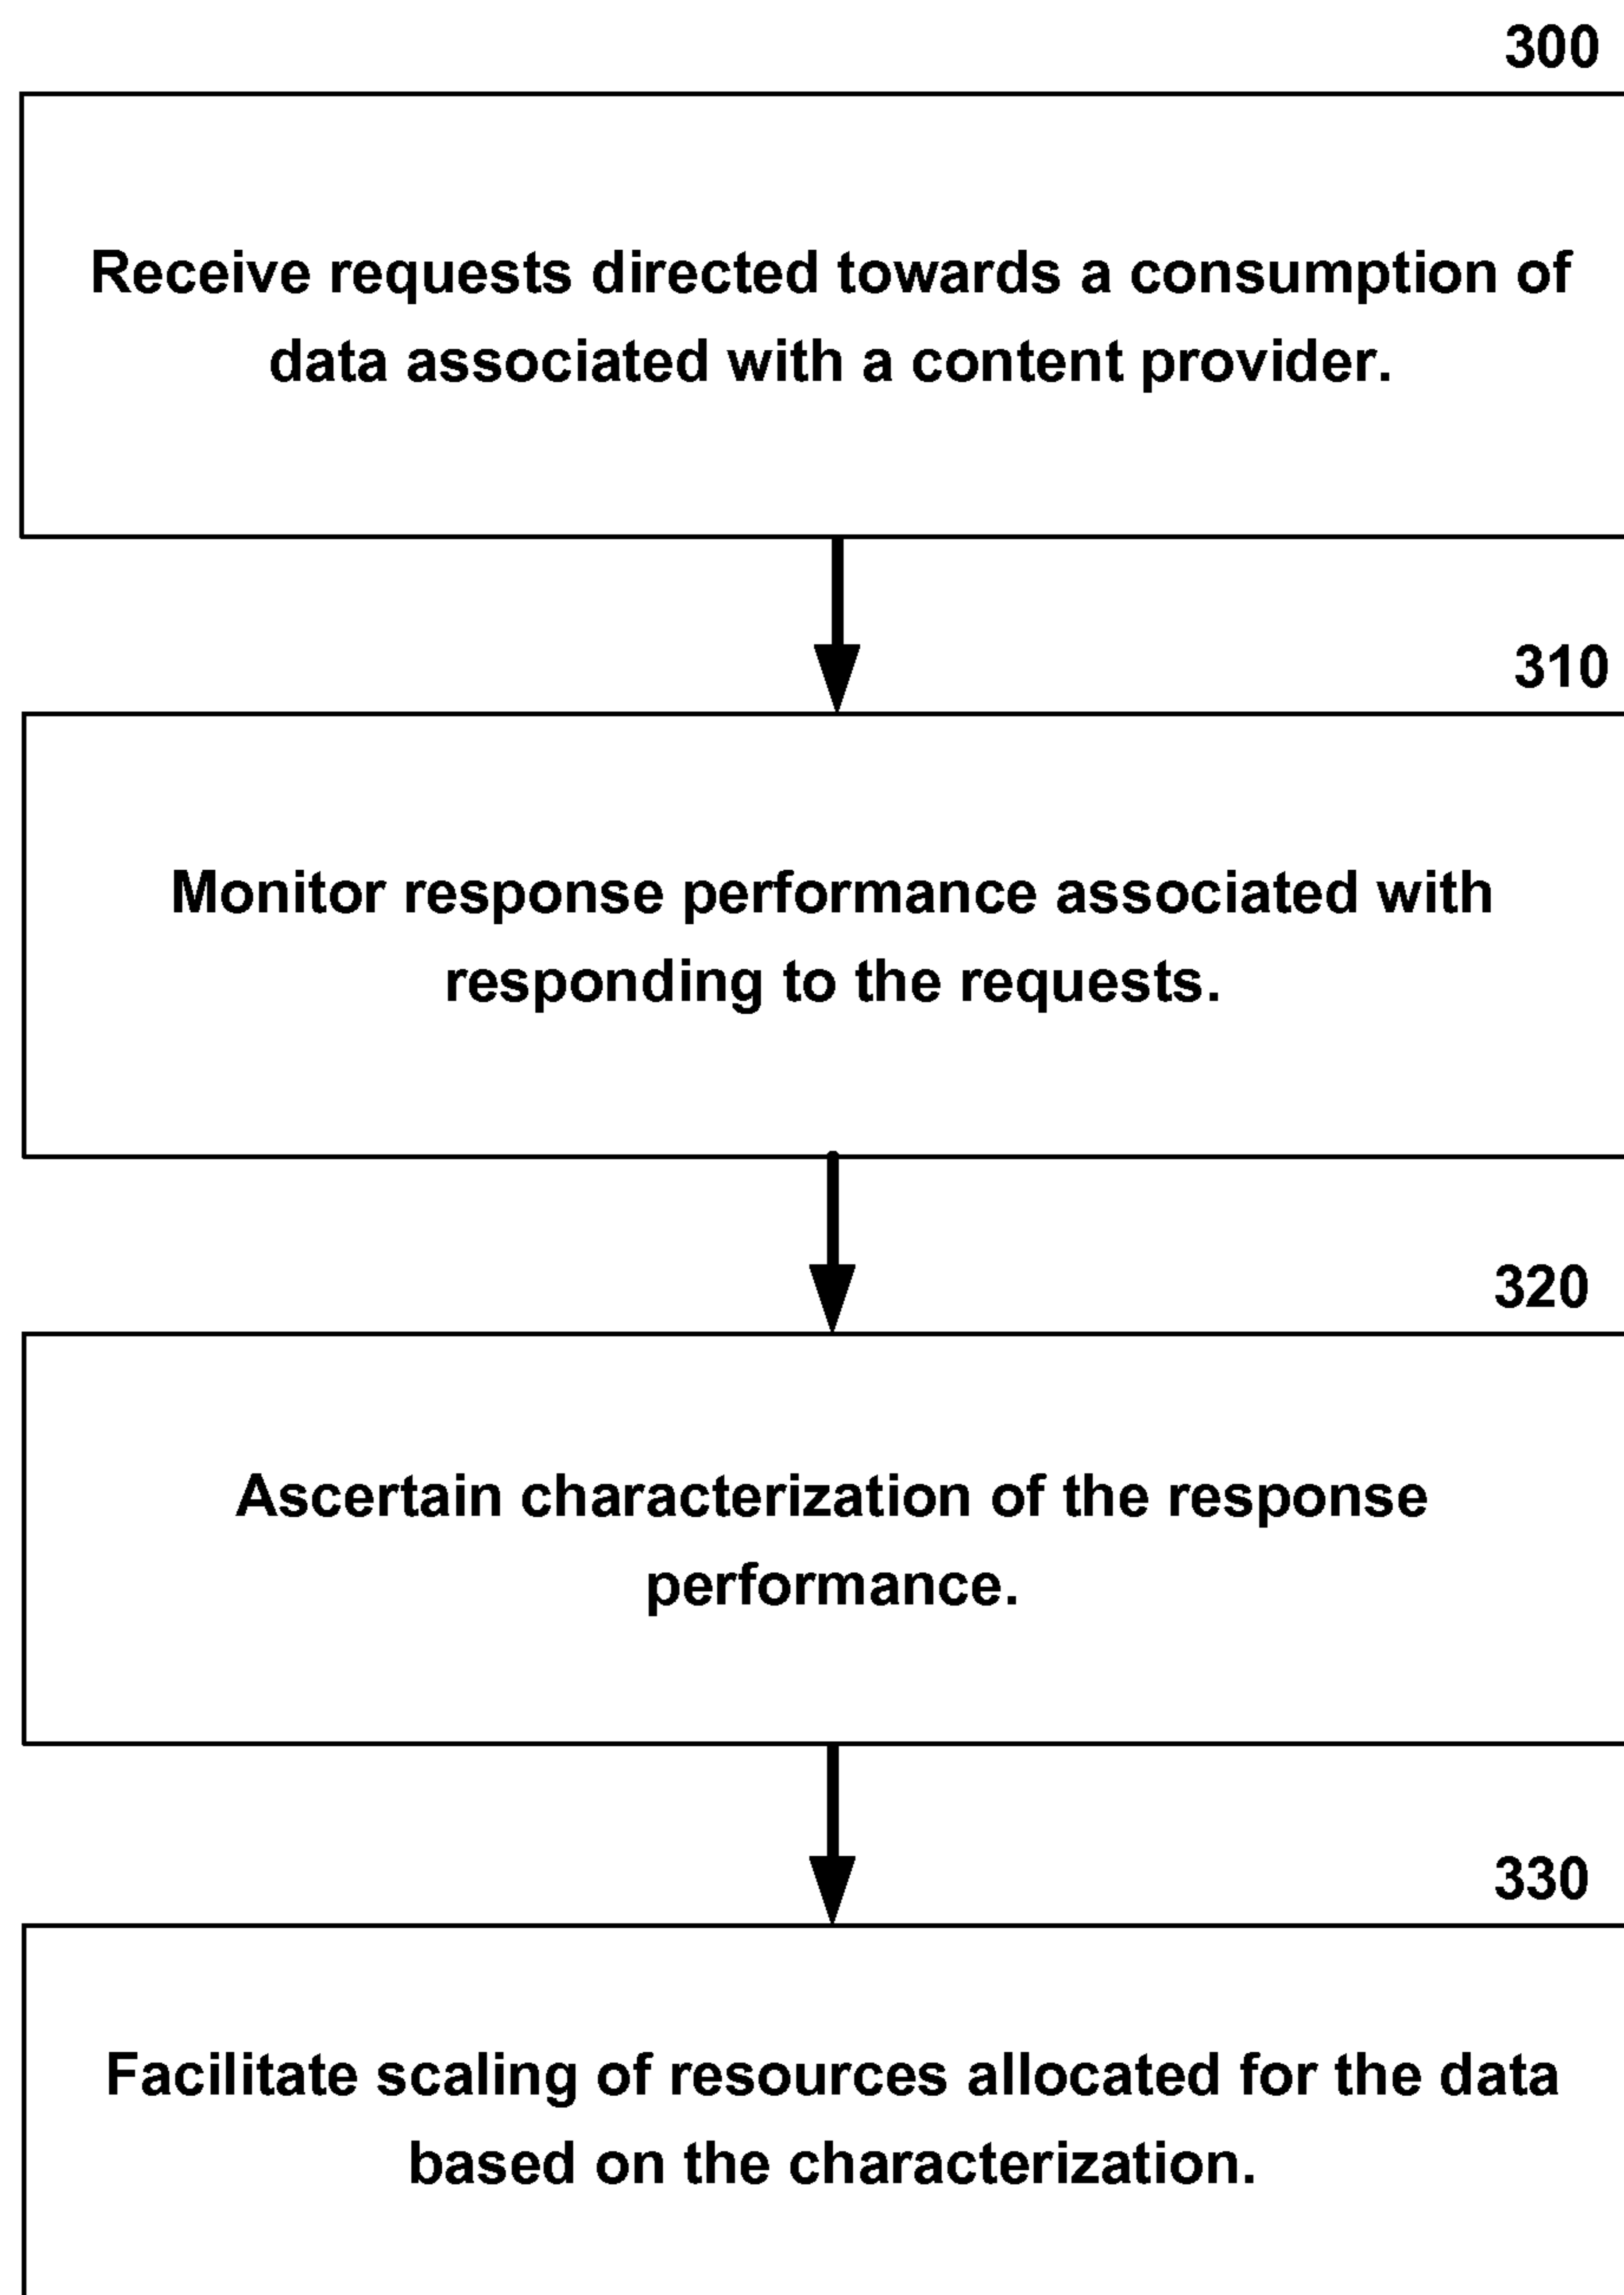 300
Receive requests directed towards a consumption of
data associated with a content provider.
310
Monitor response performance associated with
responding to the requests.
320
Ascertain characterization of the response
performance.
330
Facilitate scaling of resources allocated for the data
based on the characterization.